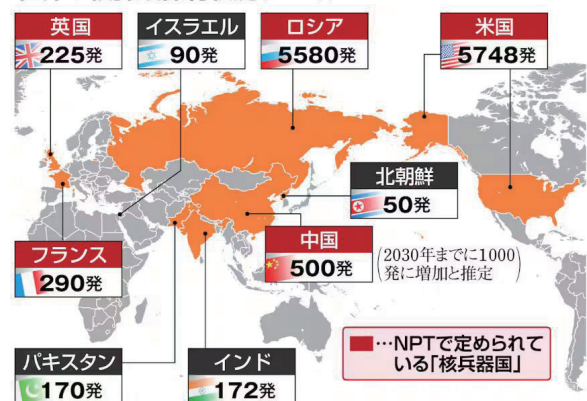 英国
225発
イスラエル
90発
ロシア
5580発
米国
5748発
北朝鮮
50発
フランス
290発
中国
500発
(2030年までに1000
発に増加と推定)
パキスタン
170発
インド
172発
■…NPTで定められて
いる「核兵器国」